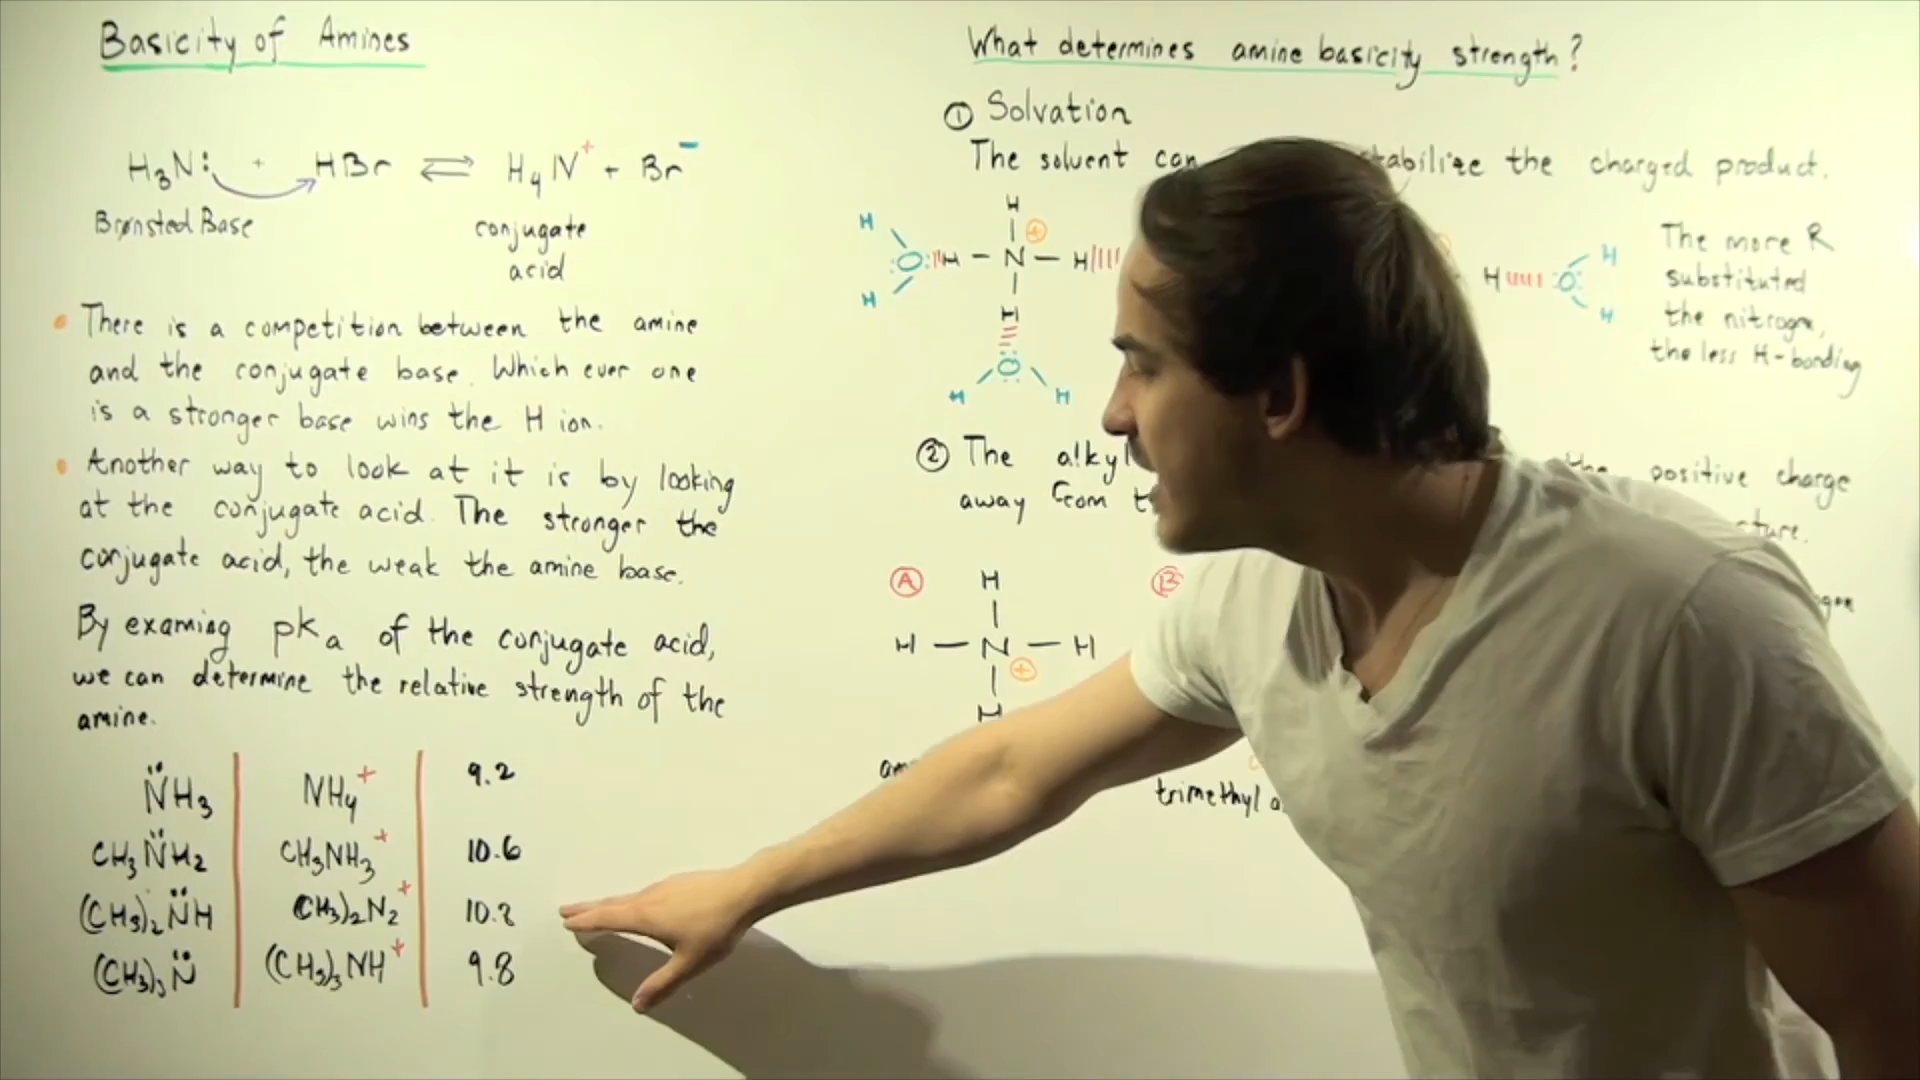 Basicity of Amines
H₃N: + HBr ⇌ H₄N⁺ + Br⁻
Brønsted Base conjugate
acid
• There is a competition between the amine
and the conjugate base. Which ever one
is a stronger base wins the H ion.
• Another way to look at it is by looking
at the conjugate acid. The stronger the
conjugate acid, the weak the amine base.
By examing pka of the conjugate acid,
we can determine the relative strength of the
amine.
N̈H₃ | NH₄⁺ | 9.2
CH₃N̈H₂ | CH₃NH₃⁺ | 10.6
(CH₃)₂N̈H | (CH₃)₂N₂⁺ | 10.8
(CH₃)₃N̈ | (CH₃)₃NH⁺ | 9.8
What determines amine basicity strength?
① Solvation
The solvent can stabilize the charged product.
H
H ⊕
O H – N – H H O H
H H
H
O
H H
The more R
substituted
the nitrogne,
the less H-bonding
② The alkyl the positive charge
away from
Ⓐ H Ⓑ
H – N – H
⊕
H
trimethyl